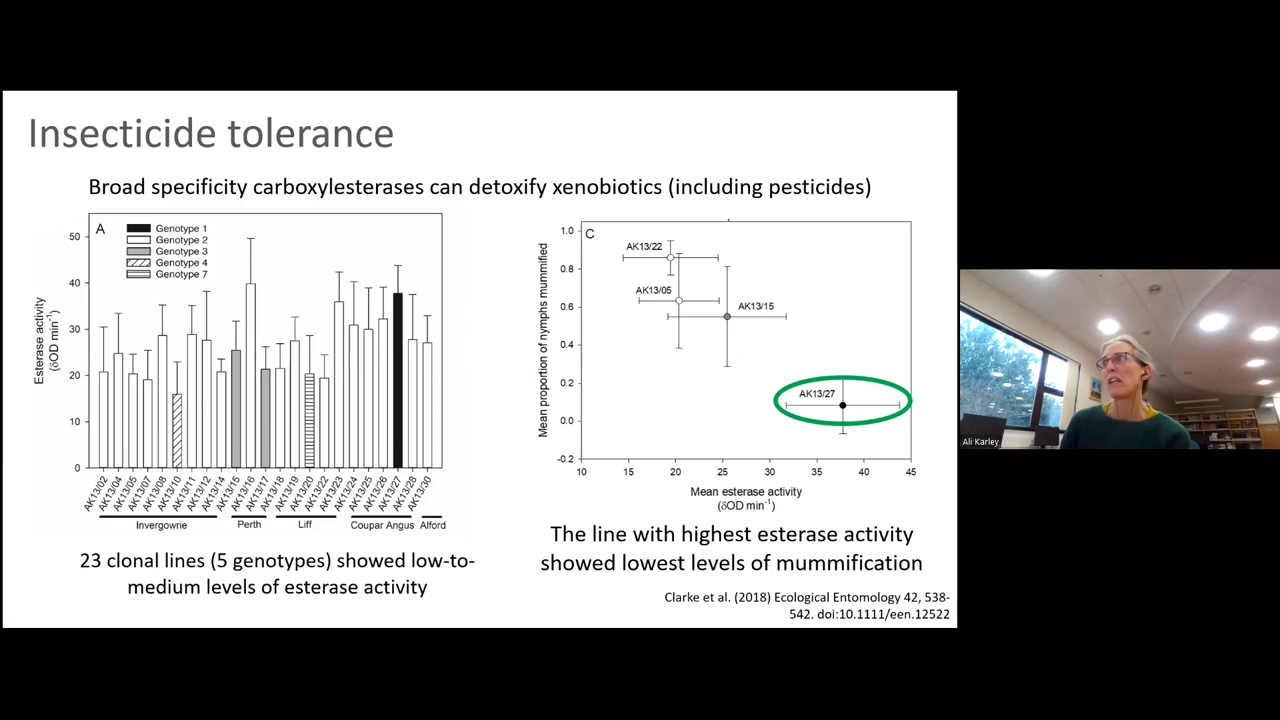 Insecticide tolerance
Broad specificity carboxylesterases can detoxify xenobiotics (including pesticides)
A
Genotype 1
Genotype 2
Genotype 3
Genotype 4
Genotype 7
50
40
30
20
10
0
Esterase activity
(δOD min⁻¹)
AK13/02
AK13/04
AK13/05
AK13/07
AK13/08
AK13/10
AK13/11
AK13/12
AK13/14
AK13/15
AK13/16
AK13/17
AK13/18
AK13/19
AK13/20
AK13/22
AK13/23
AK13/24
AK13/25
AK13/26
AK13/27
AK13/28
AK13/30
Invergowrie
Perth
Liff
Coupar Angus
Alford
23 clonal lines (5 genotypes) showed low-to-
medium levels of esterase activity
C
AK13/22
AK13/05
AK13/15
AK13/27
1.0
0.8
0.6
0.4
0.2
0.0
-0.2
Mean proportion of nymphs mummified
10 15 20 25 30 35 40 45
Mean esterase activity
(δOD min⁻¹)
The line with highest esterase activity
showed lowest levels of mummification
Clarke et al. (2018) Ecological Entomology 42, 538-
542. doi:10.1111/een.12522
Ali Karley